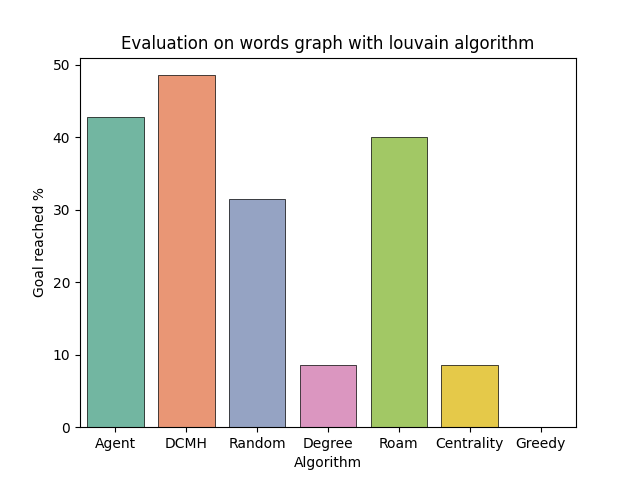 Evaluation on words graph with louvain algorithm
50
40
30
20
10
0
Goal reached %
Agent DCMH Random Degree Roam Centrality Greedy
Algorithm